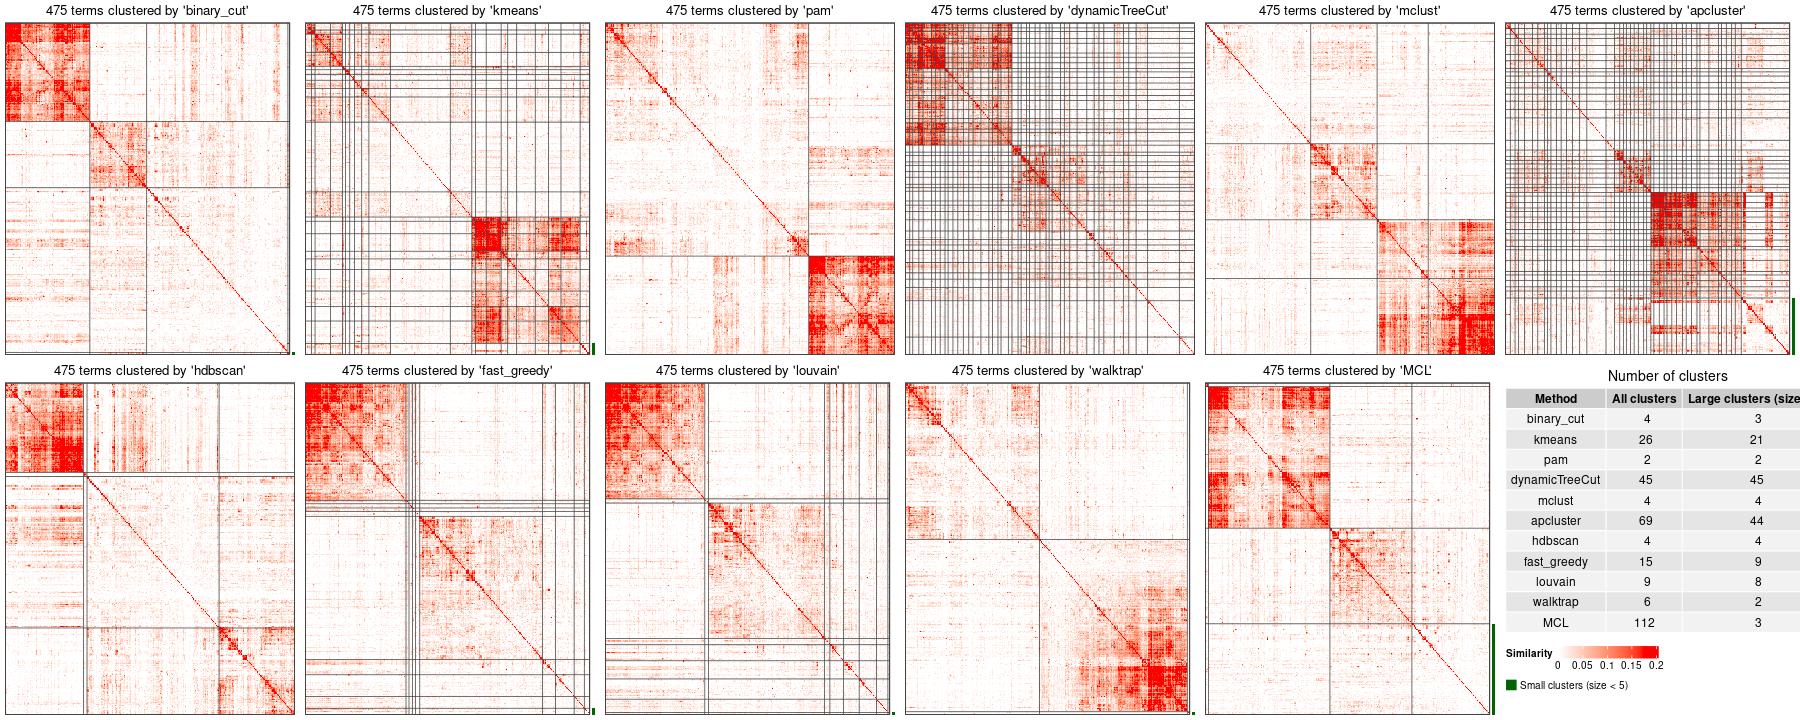 475 terms clustered by 'binary_cut'
475 terms clustered by 'kmeans'
475 terms clustered by 'pam'
475 terms clustered by 'dynamicTreeCut'
475 terms clustered by 'mclust'
475 terms clustered by 'apcluster'
475 terms clustered by 'hdbscan'
475 terms clustered by 'fast_greedy'
475 terms clustered by 'louvain'
475 terms clustered by 'walktrap'
475 terms clustered by 'MCL'
Number of clusters
Method All clusters Large clusters (size
binary_cut 4 3
kmeans 26 21
pam 2 2
dynamicTreeCut 45 45
mclust 4 4
apcluster 69 44
hdbscan 4 4
fast_greedy 15 9
louvain 9 8
walktrap 6 2
MCL 112 3
Similarity
0 0.05 0.1 0.15 0.2
Small clusters (size < 5)